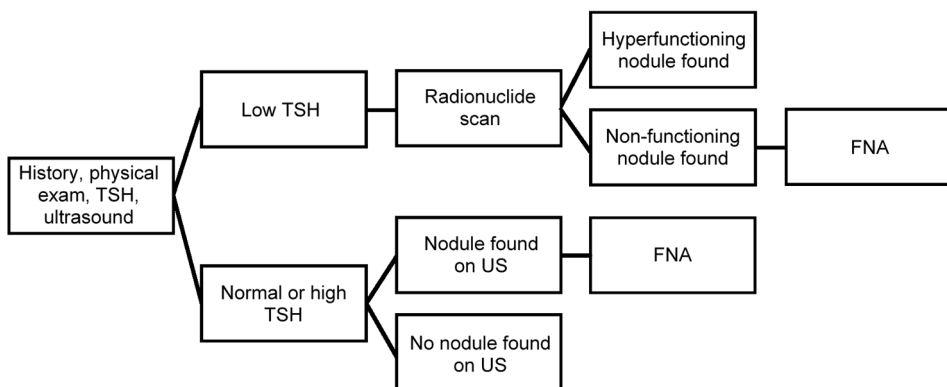 History, physical
exam, TSH,
ultrasound
Low TSH
Radionuclide
scan
Hyperfunctioning
nodule found
Non-functioning
nodule found
FNA
Normal or high
TSH
Nodule found
on US
FNA
No nodule found
on US